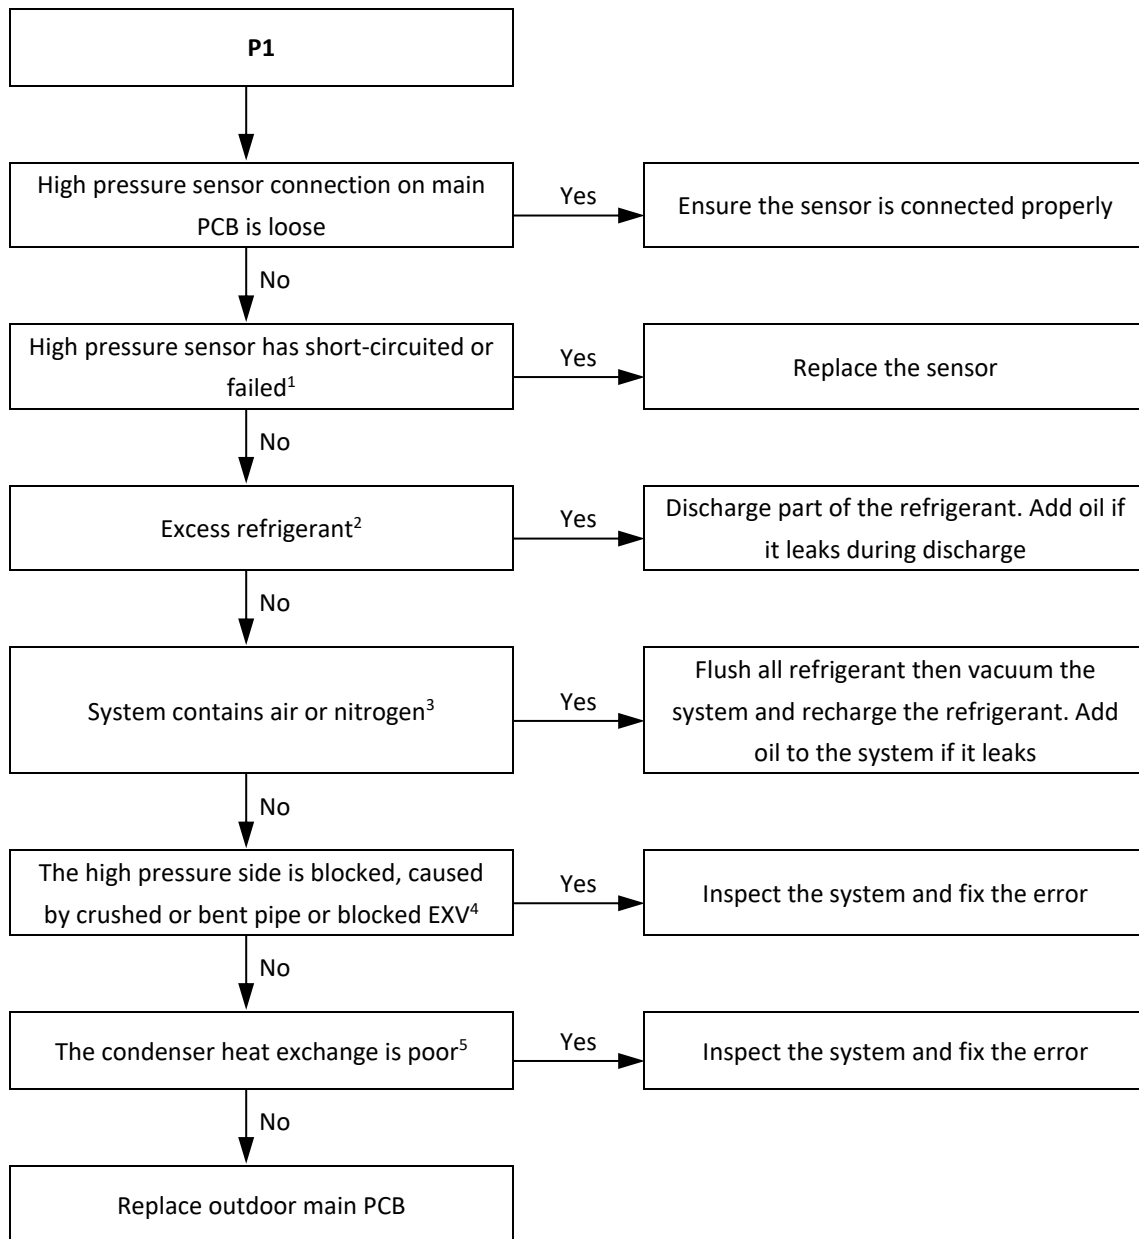 P1
High pressure sensor connection on main
PCB is loose
Yes
Ensure the sensor is connected properly
No
High pressure sensor has short-circuited or
failed1
Yes
Replace the sensor
No
Excess refrigerant2
Yes
Discharge part of the refrigerant. Add oil if
it leaks during discharge
No
System contains air or nitrogen3
Yes
Flush all refrigerant then vacuum the
system and recharge the refrigerant. Add
oil to the system if it leaks
No
The high pressure side is blocked, caused
by crushed or bent pipe or blocked EXV4
Yes
Inspect the system and fix the error
No
The condenser heat exchange is poor5
Yes
Inspect the system and fix the error
No
Replace outdoor main PCB